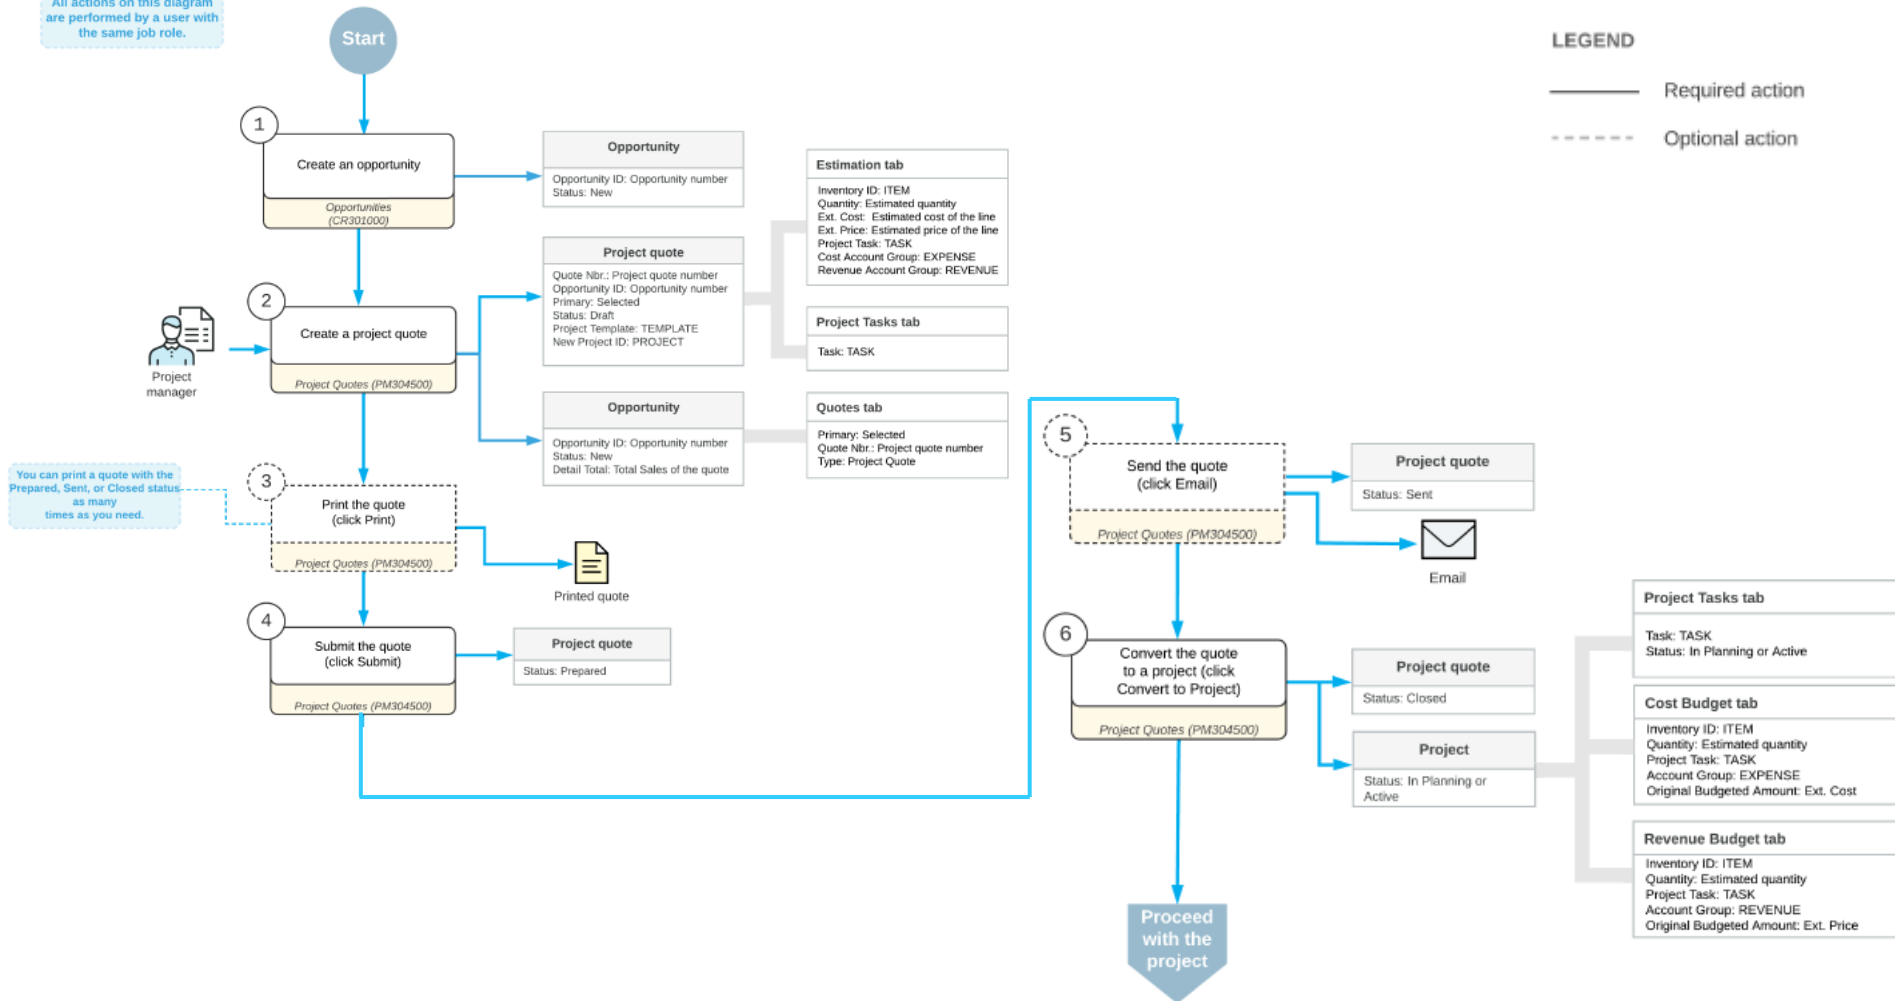 All actions on this diagram
are performed by a user with
the same job role.
Start
LEGEND
Required action
Optional action
1
Create an opportunity
Opportunities
(CR301000)
Opportunity
Opportunity ID: Opportunity number
Status: New
Estimation tab
Inventory ID: ITEM
Quantity: Estimated quantity
Ext. Cost: Estimated cost of the line
Ext. Price: Estimated price of the line
Project Task: TASK
Cost Account Group: EXPENSE
Revenue Account Group: REVENUE
Project quote
Quote Nbr.: Project quote number
Opportunity ID: Opportunity number
Primary: Selected
Status: Draft
Project Template: TEMPLATE
New Project ID: PROJECT
2
Create a project quote
Project Quotes (PM304500)
Project
manager
Project Tasks tab
Task: TASK
Opportunity
Opportunity ID: Opportunity number
Status: New
Detail Total: Total Sales of the quote
Quotes tab
Primary: Selected
Quote Nbr.: Project quote number
Type: Project Quote
You can print a quote with the
Prepared, Sent, or Closed status
as many
times as you need.
3
Print the quote
(click Print)
Project Quotes (PM304500)
Printed quote
4
Submit the quote
(click Submit)
Project Quotes (PM304500)
Project quote
Status: Prepared
5
Send the quote
(click Email)
Project Quotes (PM304500)
Project quote
Status: Sent
Email
6
Convert the quote
to a project (click
Convert to Project)
Project Quotes (PM304500)
Project quote
Status: Closed
Project
Status: In Planning or
Active
Project Tasks tab
Task: TASK
Status: In Planning or Active
Cost Budget tab
Inventory ID: ITEM
Quantity: Estimated quantity
Project Task: TASK
Account Group: EXPENSE
Original Budgeted Amount: Ext. Cost
Revenue Budget tab
Inventory ID: ITEM
Quantity: Estimated quantity
Project Task: TASK
Account Group: REVENUE
Original Budgeted Amount: Ext. Price
Proceed
with the
project